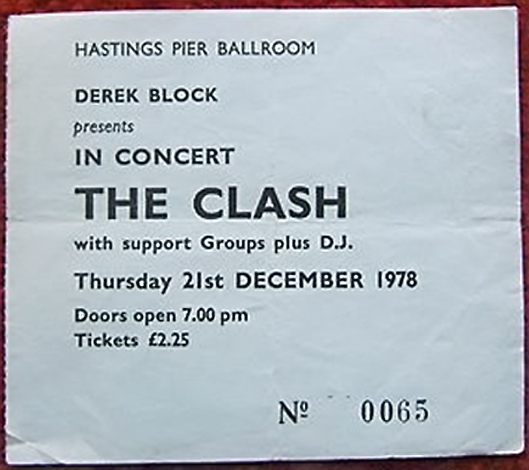 HASTINGS PIER BALLROOM
DEREK BLOCK
presents
IN CONCERT
THE CLASH
with support Groups plus D.J.
Thursday 21st DECEMBER 1978
Doors open 7.00 pm
Tickets £2.25
Nº 0065